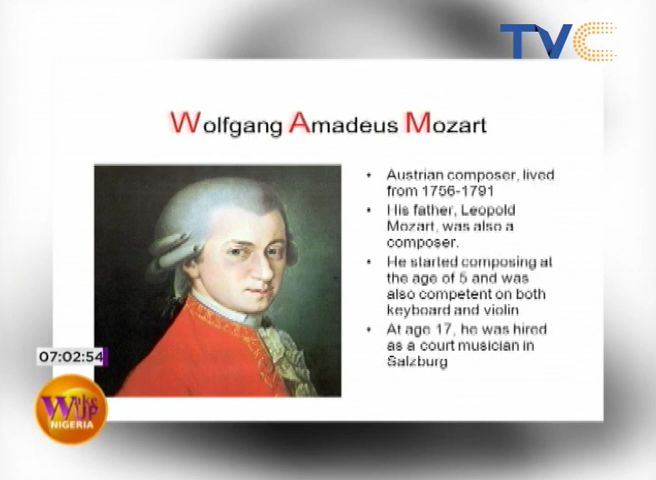 TVC
Wolfgang Amadeus Mozart
• Austrian composer, lived
from 1756-1791
• His father, Leopold
Mozart, was also a
composer.
• He started composing at
the age of 5 and was
also competent on both
keyboard and violin
• At age 17, he was hired
as a court musician in
Salzburg
07:02:54
Wake
UP
NIGERIA